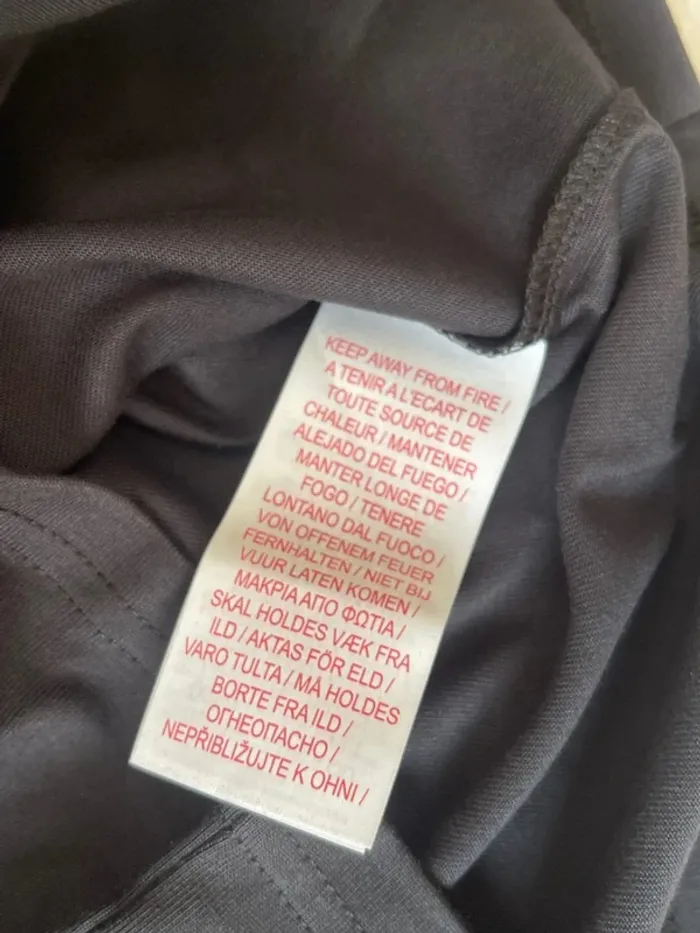 KEEP AWAY FROM FIRE /
A TENIR A L'ECART DE
TOUTE SOURCE DE
CHALEUR / MANTENER
ALEJADO DEL FUEGO /
MANTER LONGE DE
FOGO / TENERE
LONTANO DAL FUOCO /
VON OFFENEM FEUER
FERNHALTEN / NIET BIJ
VUUR LATEN KOMEN /
ΜΑΚΡΙΑ ΑΠΟ ΦΩΤΙΑ /
SKAL HOLDES VÆK FRA
ILD / AKTAS FÖR ELD /
VARO TULTA / MA HOLDES
BORTE FRA ILD /
ОГНЕОПАСНО /
NEPŘIBLIŽUJTE K OHNI /